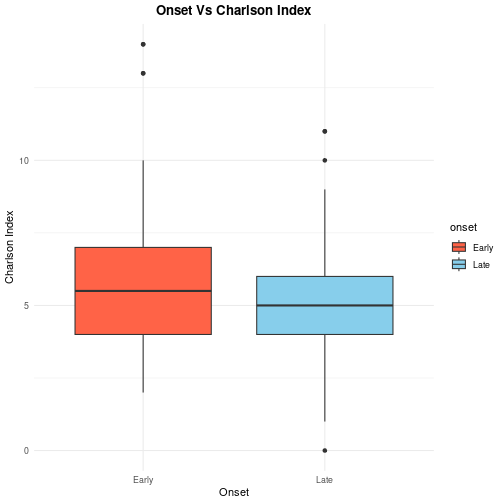 Onset Vs Charlson Index
Charlson Index
10
5
0
Early
Late
Onset
onset
Early
Late